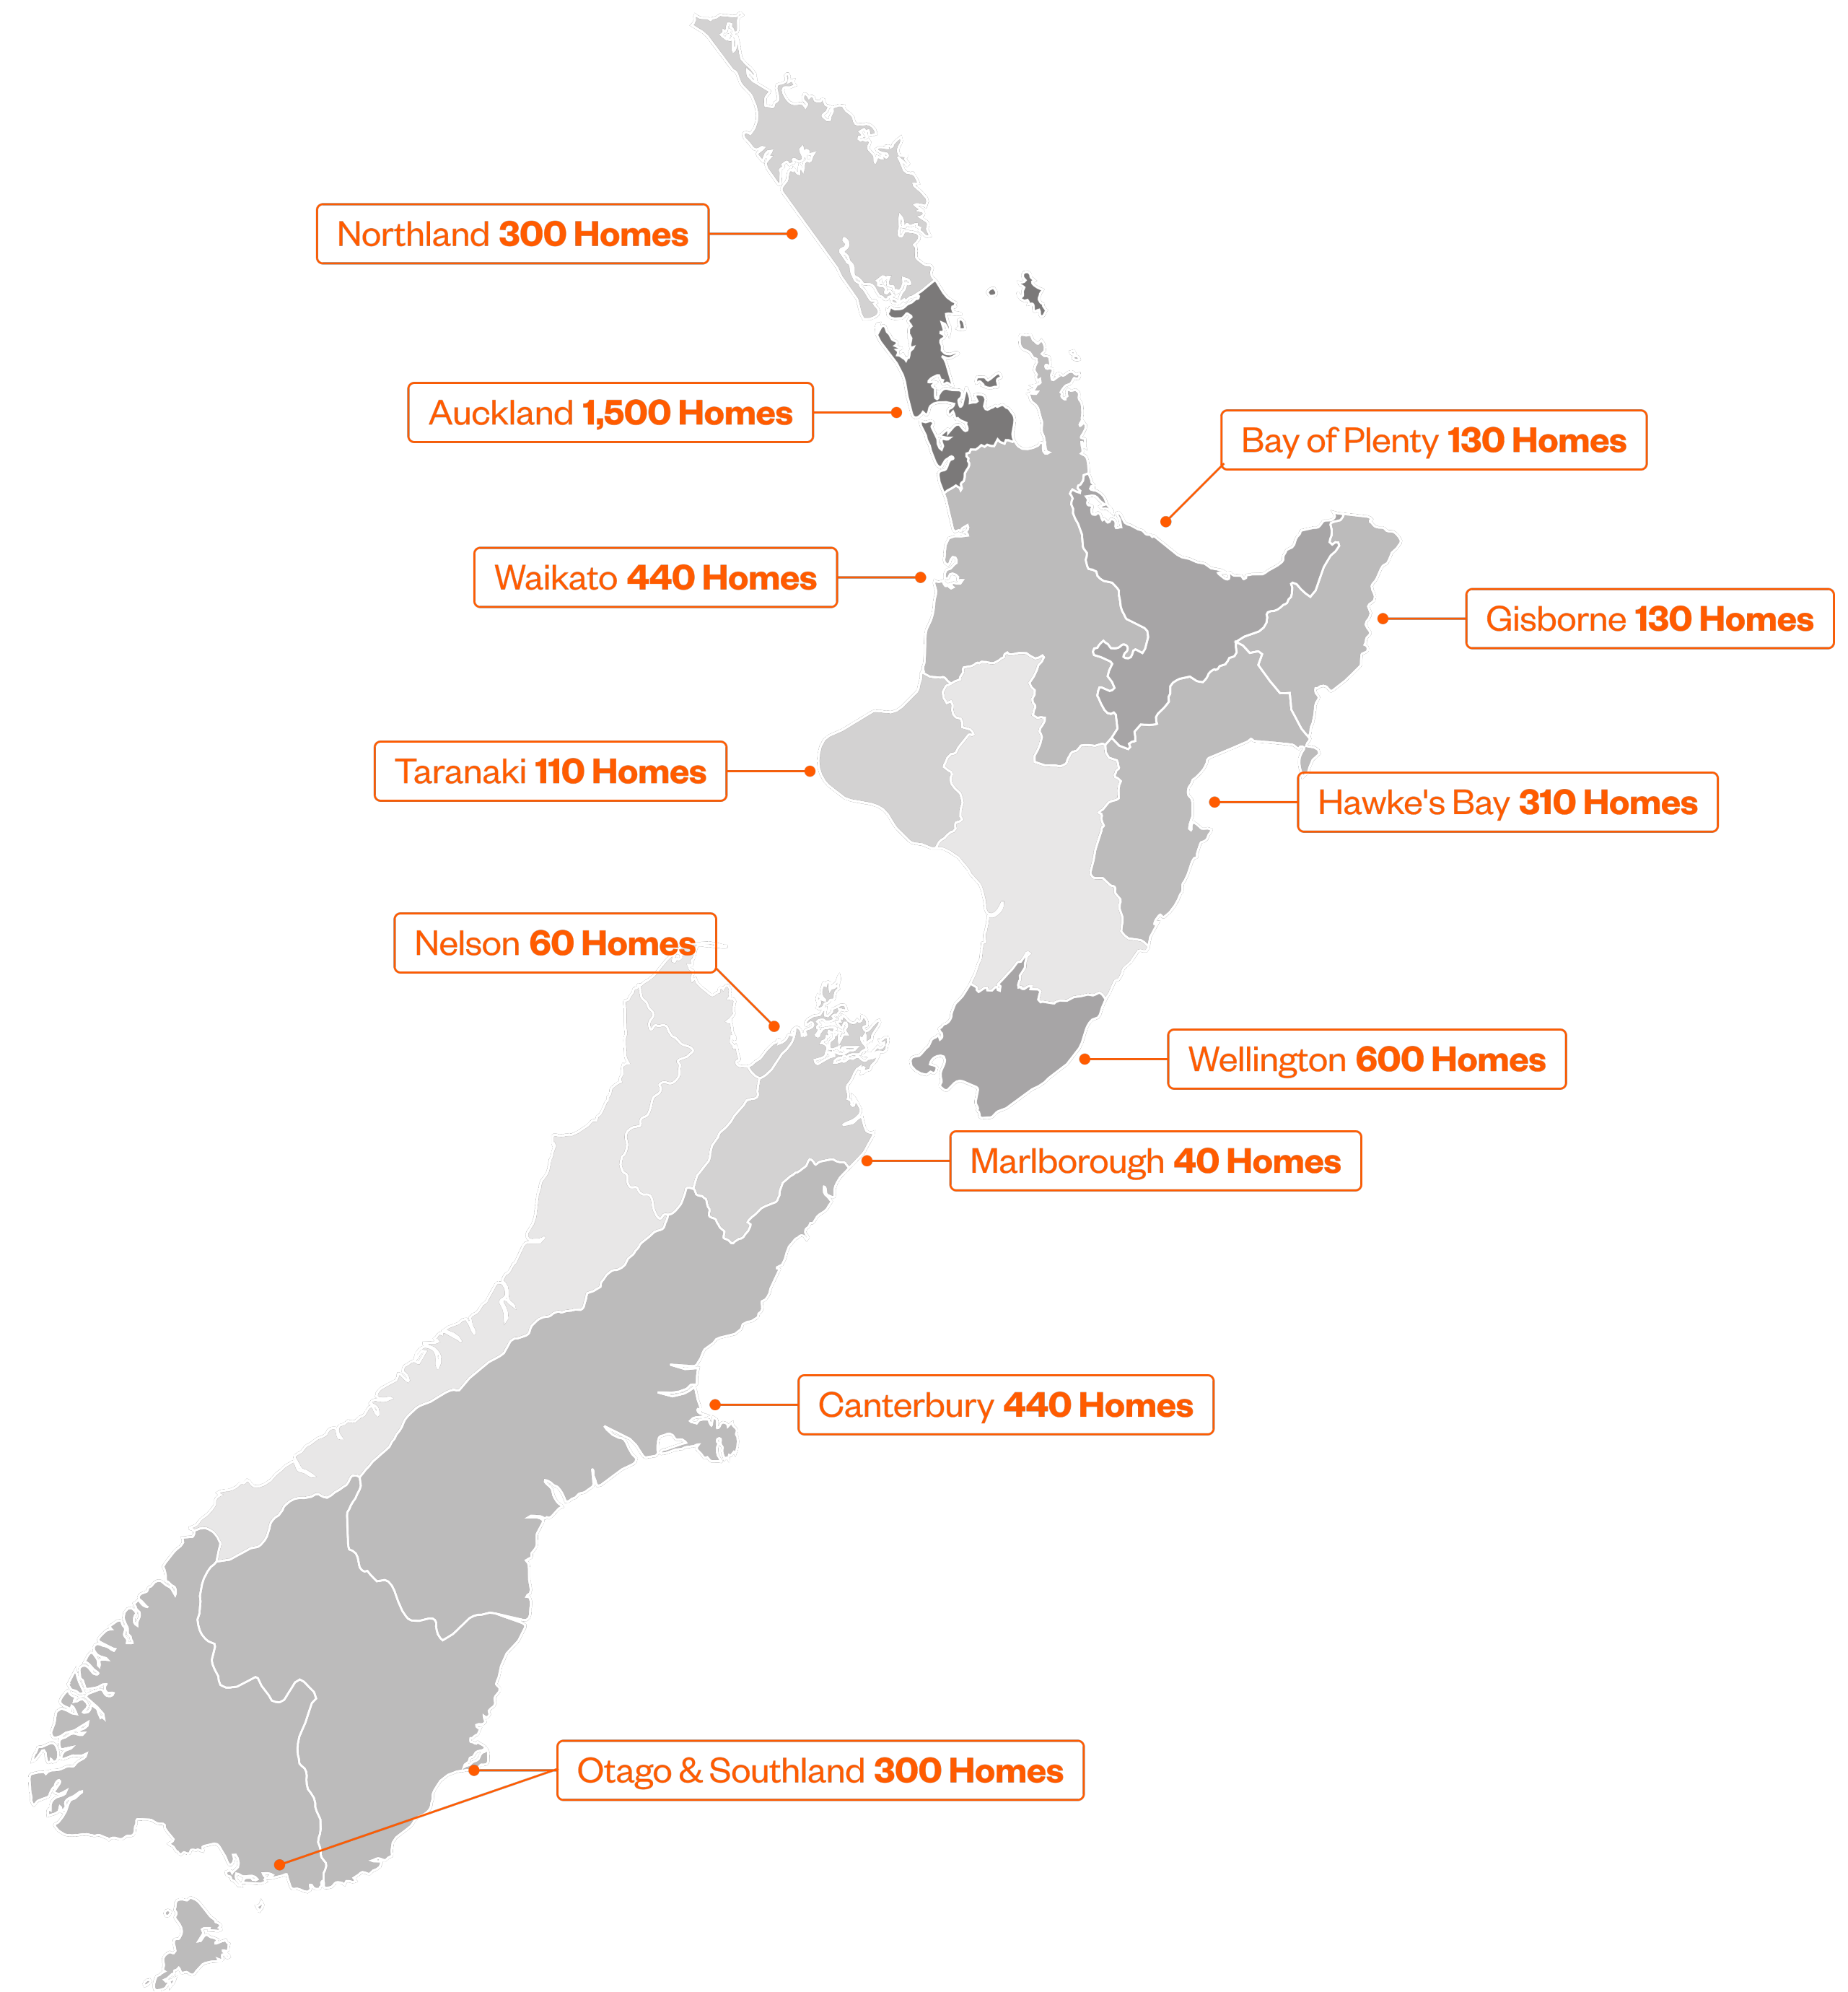 Northland 300 Homes
Auckland 1,500 Homes
Bay of Plenty 130 Homes
Waikato 440 Homes
Gisborne 130 Homes
Taranaki 110 Homes
Hawke's Bay 310 Homes
Nelson 60 Homes
Wellington 600 Homes
Marlborough 40 Homes
Canterbury 440 Homes
Otago & Southland 300 Homes